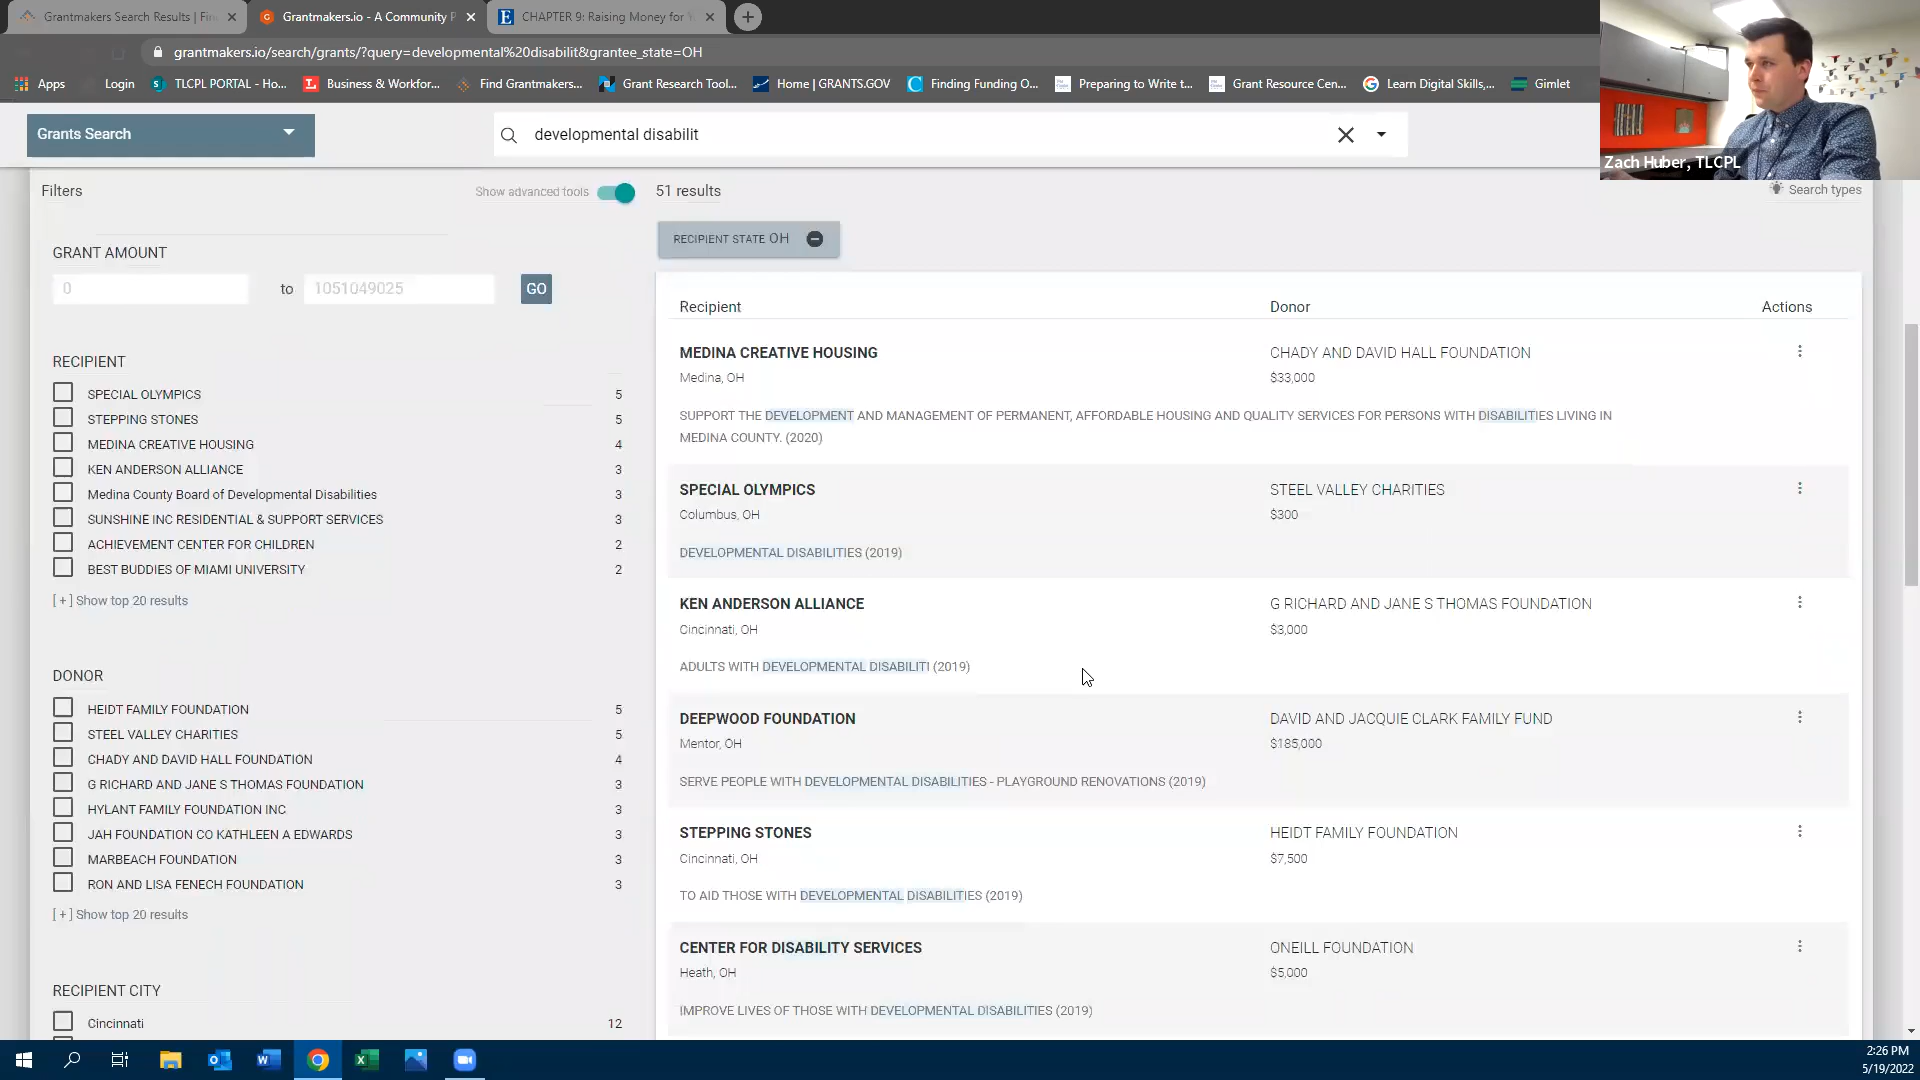 Grantmakers Search Results | Fin
Grantmakers.io - A Community P
CHAPTER 9: Raising Money for Y
grantmakers.io/search/grants/?query=developmental%20disabilit&grantee_state=OH
Apps
Login
TLCPL PORTAL - Ho...
Business & Workfor...
Find Grantmakers...
Grant Research Tool...
Home | GRANTS.GOV
Finding Funding O...
Preparing to Write t...
Grant Resource Cen...
Learn Digital Skills,...
Gimlet
Zach Huber, TLCPL
Grants Search
developmental disabilit
Filters
Show advanced tools
51 results
Search types
RECIPIENT STATE OH
GRANT AMOUNT
0 to 1051049025 GO
RECIPIENT
SPECIAL OLYMPICS 5
STEPPING STONES 5
MEDINA CREATIVE HOUSING 4
KEN ANDERSON ALLIANCE 3
Medina County Board of Developmental Disabilities 3
SUNSHINE INC RESIDENTIAL & SUPPORT SERVICES 3
ACHIEVEMENT CENTER FOR CHILDREN 2
BEST BUDDIES OF MIAMI UNIVERSITY 2
[ + ] Show top 20 results
DONOR
HEIDT FAMILY FOUNDATION 5
STEEL VALLEY CHARITIES 5
CHADY AND DAVID HALL FOUNDATION 4
G RICHARD AND JANE S THOMAS FOUNDATION 3
HYLANT FAMILY FOUNDATION INC 3
JAH FOUNDATION CO KATHLEEN A EDWARDS 3
MARBEACH FOUNDATION 3
RON AND LISA FENECH FOUNDATION 3
[ + ] Show top 20 results
RECIPIENT CITY
Cincinnati 12
Recipient Donor Actions
MEDINA CREATIVE HOUSING CHADY AND DAVID HALL FOUNDATION
Medina, OH $33,000
SUPPORT THE DEVELOPMENT AND MANAGEMENT OF PERMANENT, AFFORDABLE HOUSING AND QUALITY SERVICES FOR PERSONS WITH DISABILITIES LIVING IN
MEDINA COUNTY. (2020)
SPECIAL OLYMPICS STEEL VALLEY CHARITIES
Columbus, OH $300
DEVELOPMENTAL DISABILITIES (2019)
KEN ANDERSON ALLIANCE G RICHARD AND JANE S THOMAS FOUNDATION
Cincinnati, OH $3,000
ADULTS WITH DEVELOPMENTAL DISABILITI (2019)
DEEPWOOD FOUNDATION DAVID AND JACQUIE CLARK FAMILY FUND
Mentor, OH $185,000
SERVE PEOPLE WITH DEVELOPMENTAL DISABILITIES - PLAYGROUND RENOVATIONS (2019)
STEPPING STONES HEIDT FAMILY FOUNDATION
Cincinnati, OH $7,500
TO AID THOSE WITH DEVELOPMENTAL DISABILITIES (2019)
CENTER FOR DISABILITY SERVICES ONEILL FOUNDATION
Heath, OH $5,000
IMPROVE LIVES OF THOSE WITH DEVELOPMENTAL DISABILITIES (2019)
2:26 PM
5/19/2022